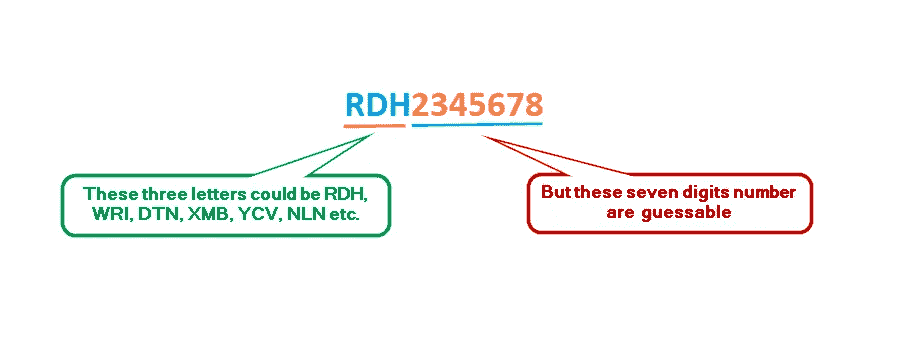 RDH2345678
These three letters could be RDH,
WRI, DTN, XMB, YCV, NLN etc.
But these seven digits number
are guessable